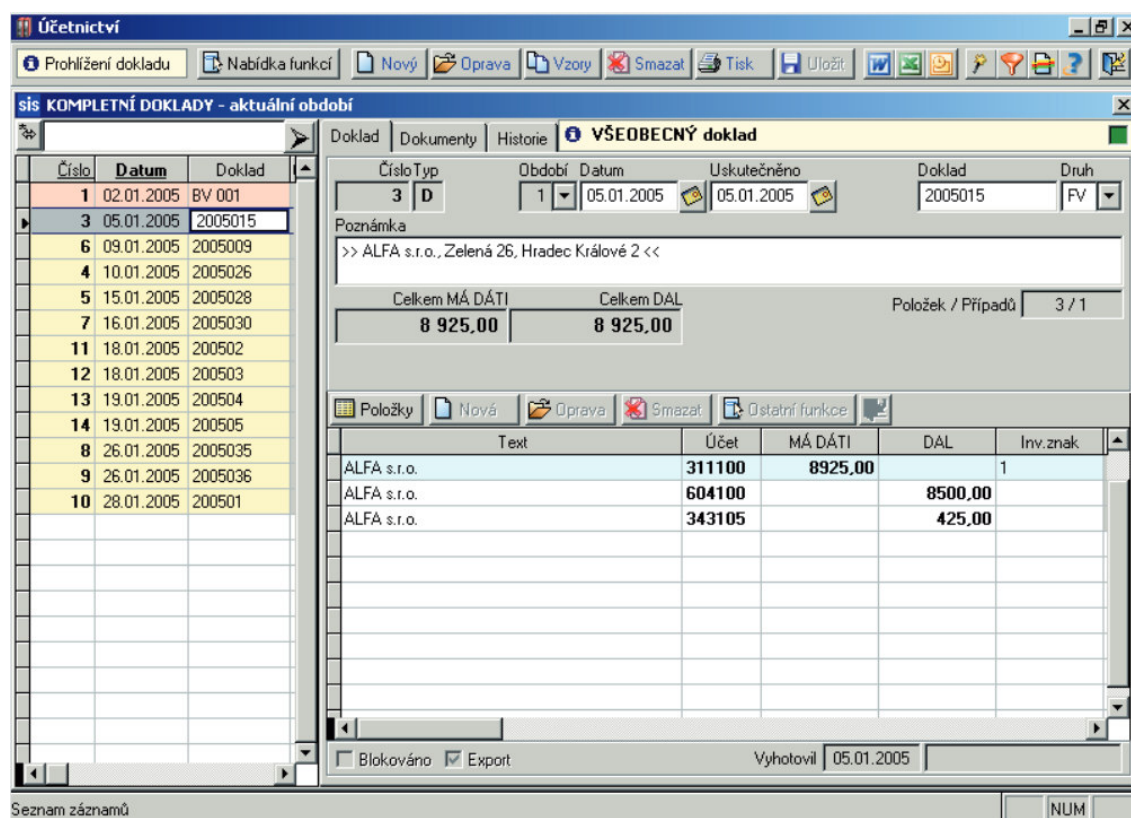 Účetnictví
Prohlížení dokladu Nabídka funkcí Nový Oprava Vzory Smazat Tisk Uložit
sis KOMPLETNÍ DOKLADY - aktuální období
Doklad Dokumenty Historie VŠEOBECNÝ doklad
Číslo Datum Doklad
1 02.01.2005 BV 001
3 05.01.2005 2005015
6 09.01.2005 2005009
4 10.01.2005 2005026
5 15.01.2005 2005028
7 16.01.2005 2005030
11 18.01.2005 200502
12 18.01.2005 200503
13 19.01.2005 200504
14 19.01.2005 200505
8 26.01.2005 2005035
9 26.01.2005 2005036
10 28.01.2005 200501
Číslo Typ Období Datum Uskutečněno Doklad Druh
3 D 1 05.01.2005 05.01.2005 2005015 FV
Poznámka
>> ALFA s.r.o., Zelená 26, Hradec Králové 2 <<
Celkem MÁ DÁTI Celkem DAL
8 925,00 8 925,00
Položek / Případů 3 / 1
Položky Nová Oprava Smazat Ostatní funkce
Text Účet MÁ DÁTI DAL Inv.znak
ALFA s.r.o. 311100 8925,00 1
ALFA s.r.o. 604100 8500,00
ALFA s.r.o. 343105 425,00
Blokováno Export Vyhotovil 05.01.2005
Seznam záznamů NUM